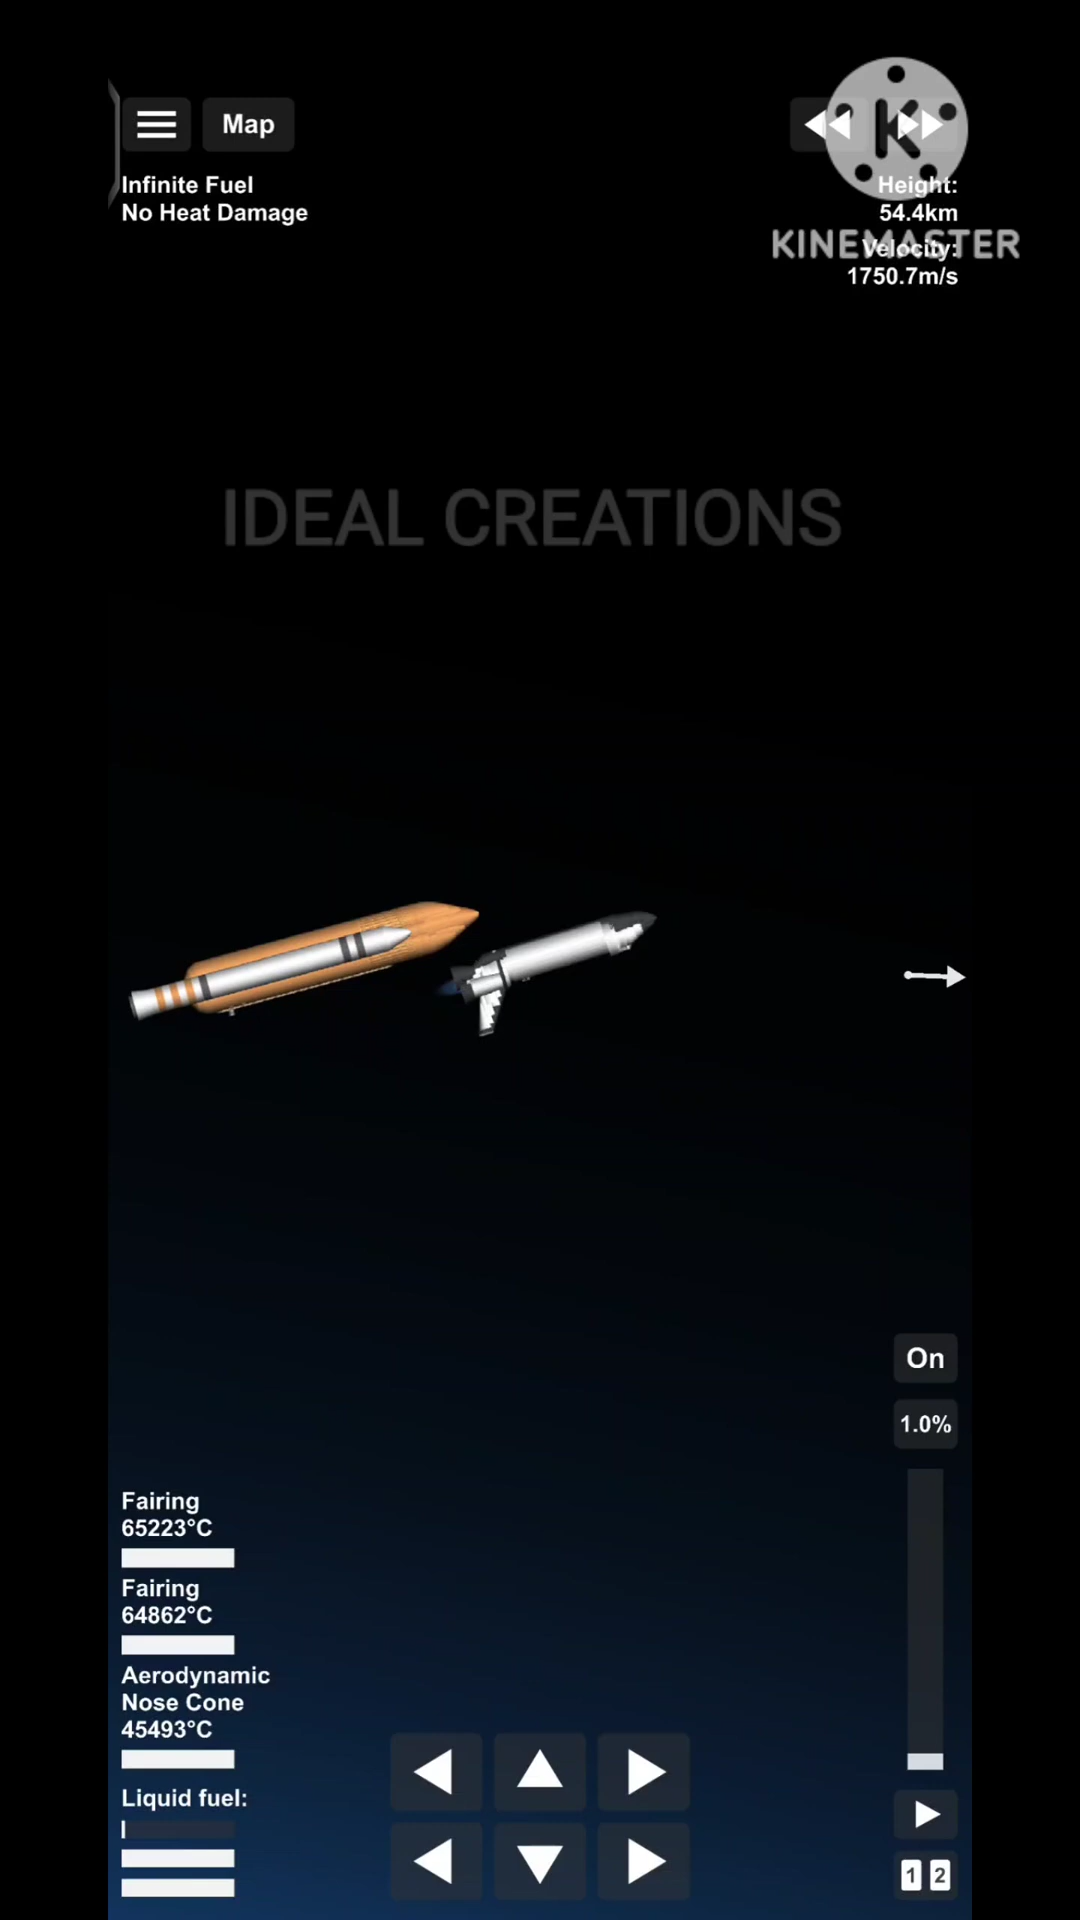 Map
K
Infinite Fuel
No Heat Damage
Height:
54.4km
KINEMASTER
Velocity:
1750.7m/s
IDEAL CREATIONS
On
1.0%
Fairing
65223°C
Fairing
64862°C
Aerodynamic
Nose Cone
45493°C
Liquid fuel:
1 2